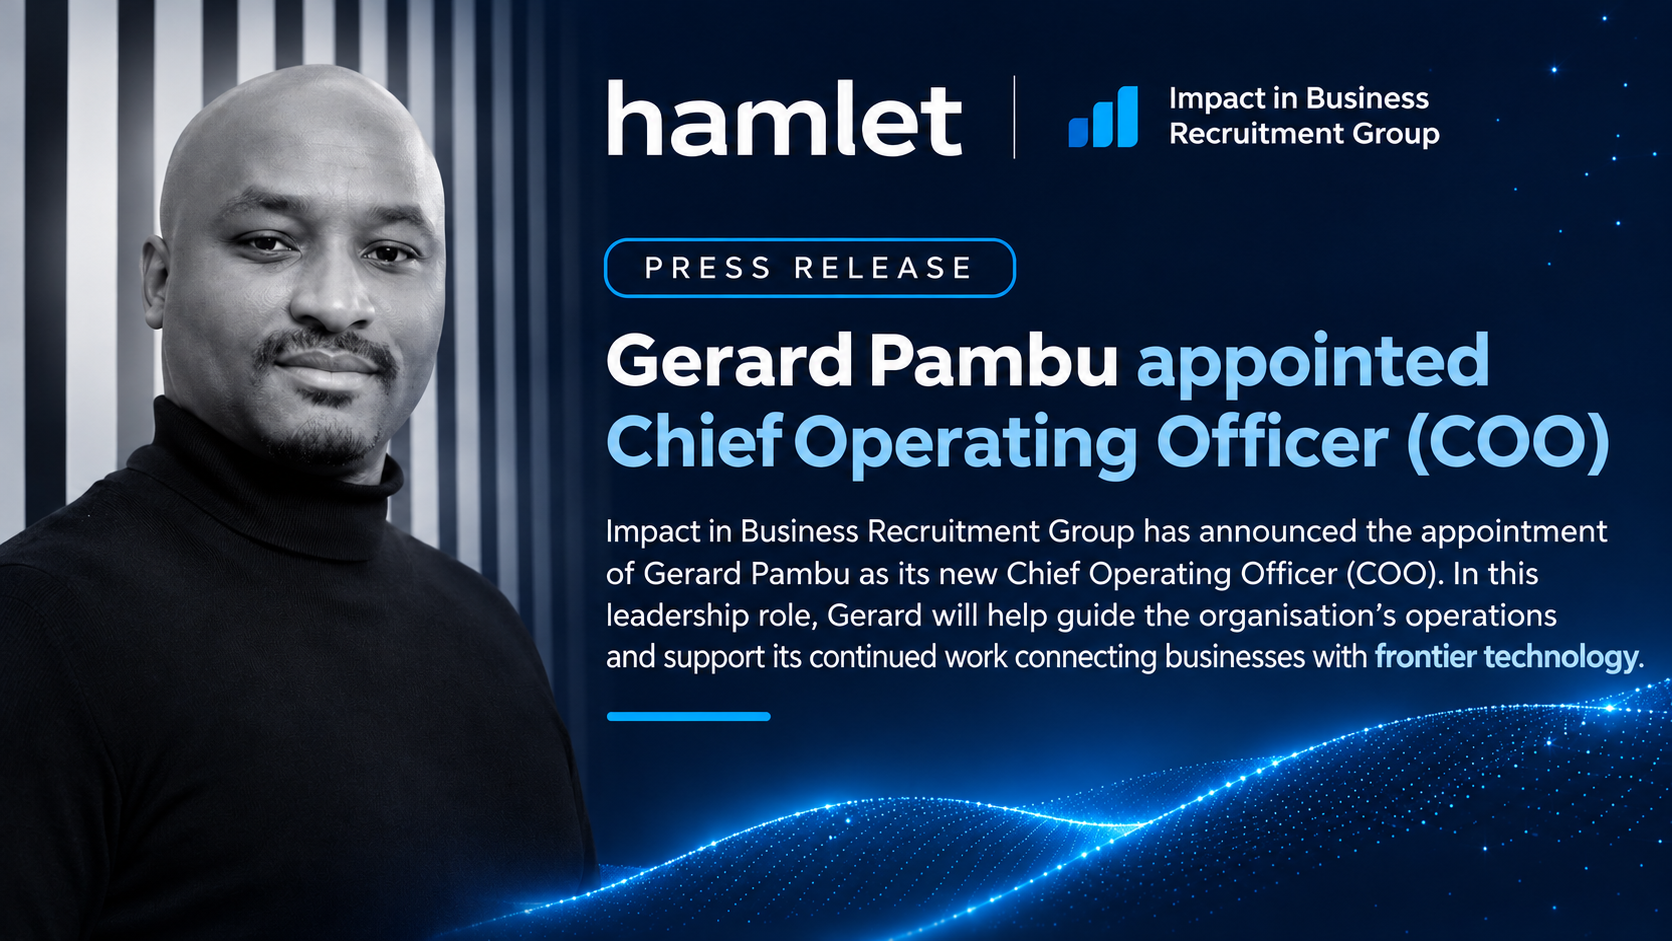 hamlet
Impact in Business
Recruitment Group
PRESS RELEASE
Gerard Pambu appointed
Chief Operating Officer (COO)
Impact in Business Recruitment Group has announced the appointment
of Gerard Pambu as its new Chief Operating Officer (COO). In this
leadership role, Gerard will help guide the organisation’s operations
and support its continued work connecting businesses with frontier technology.